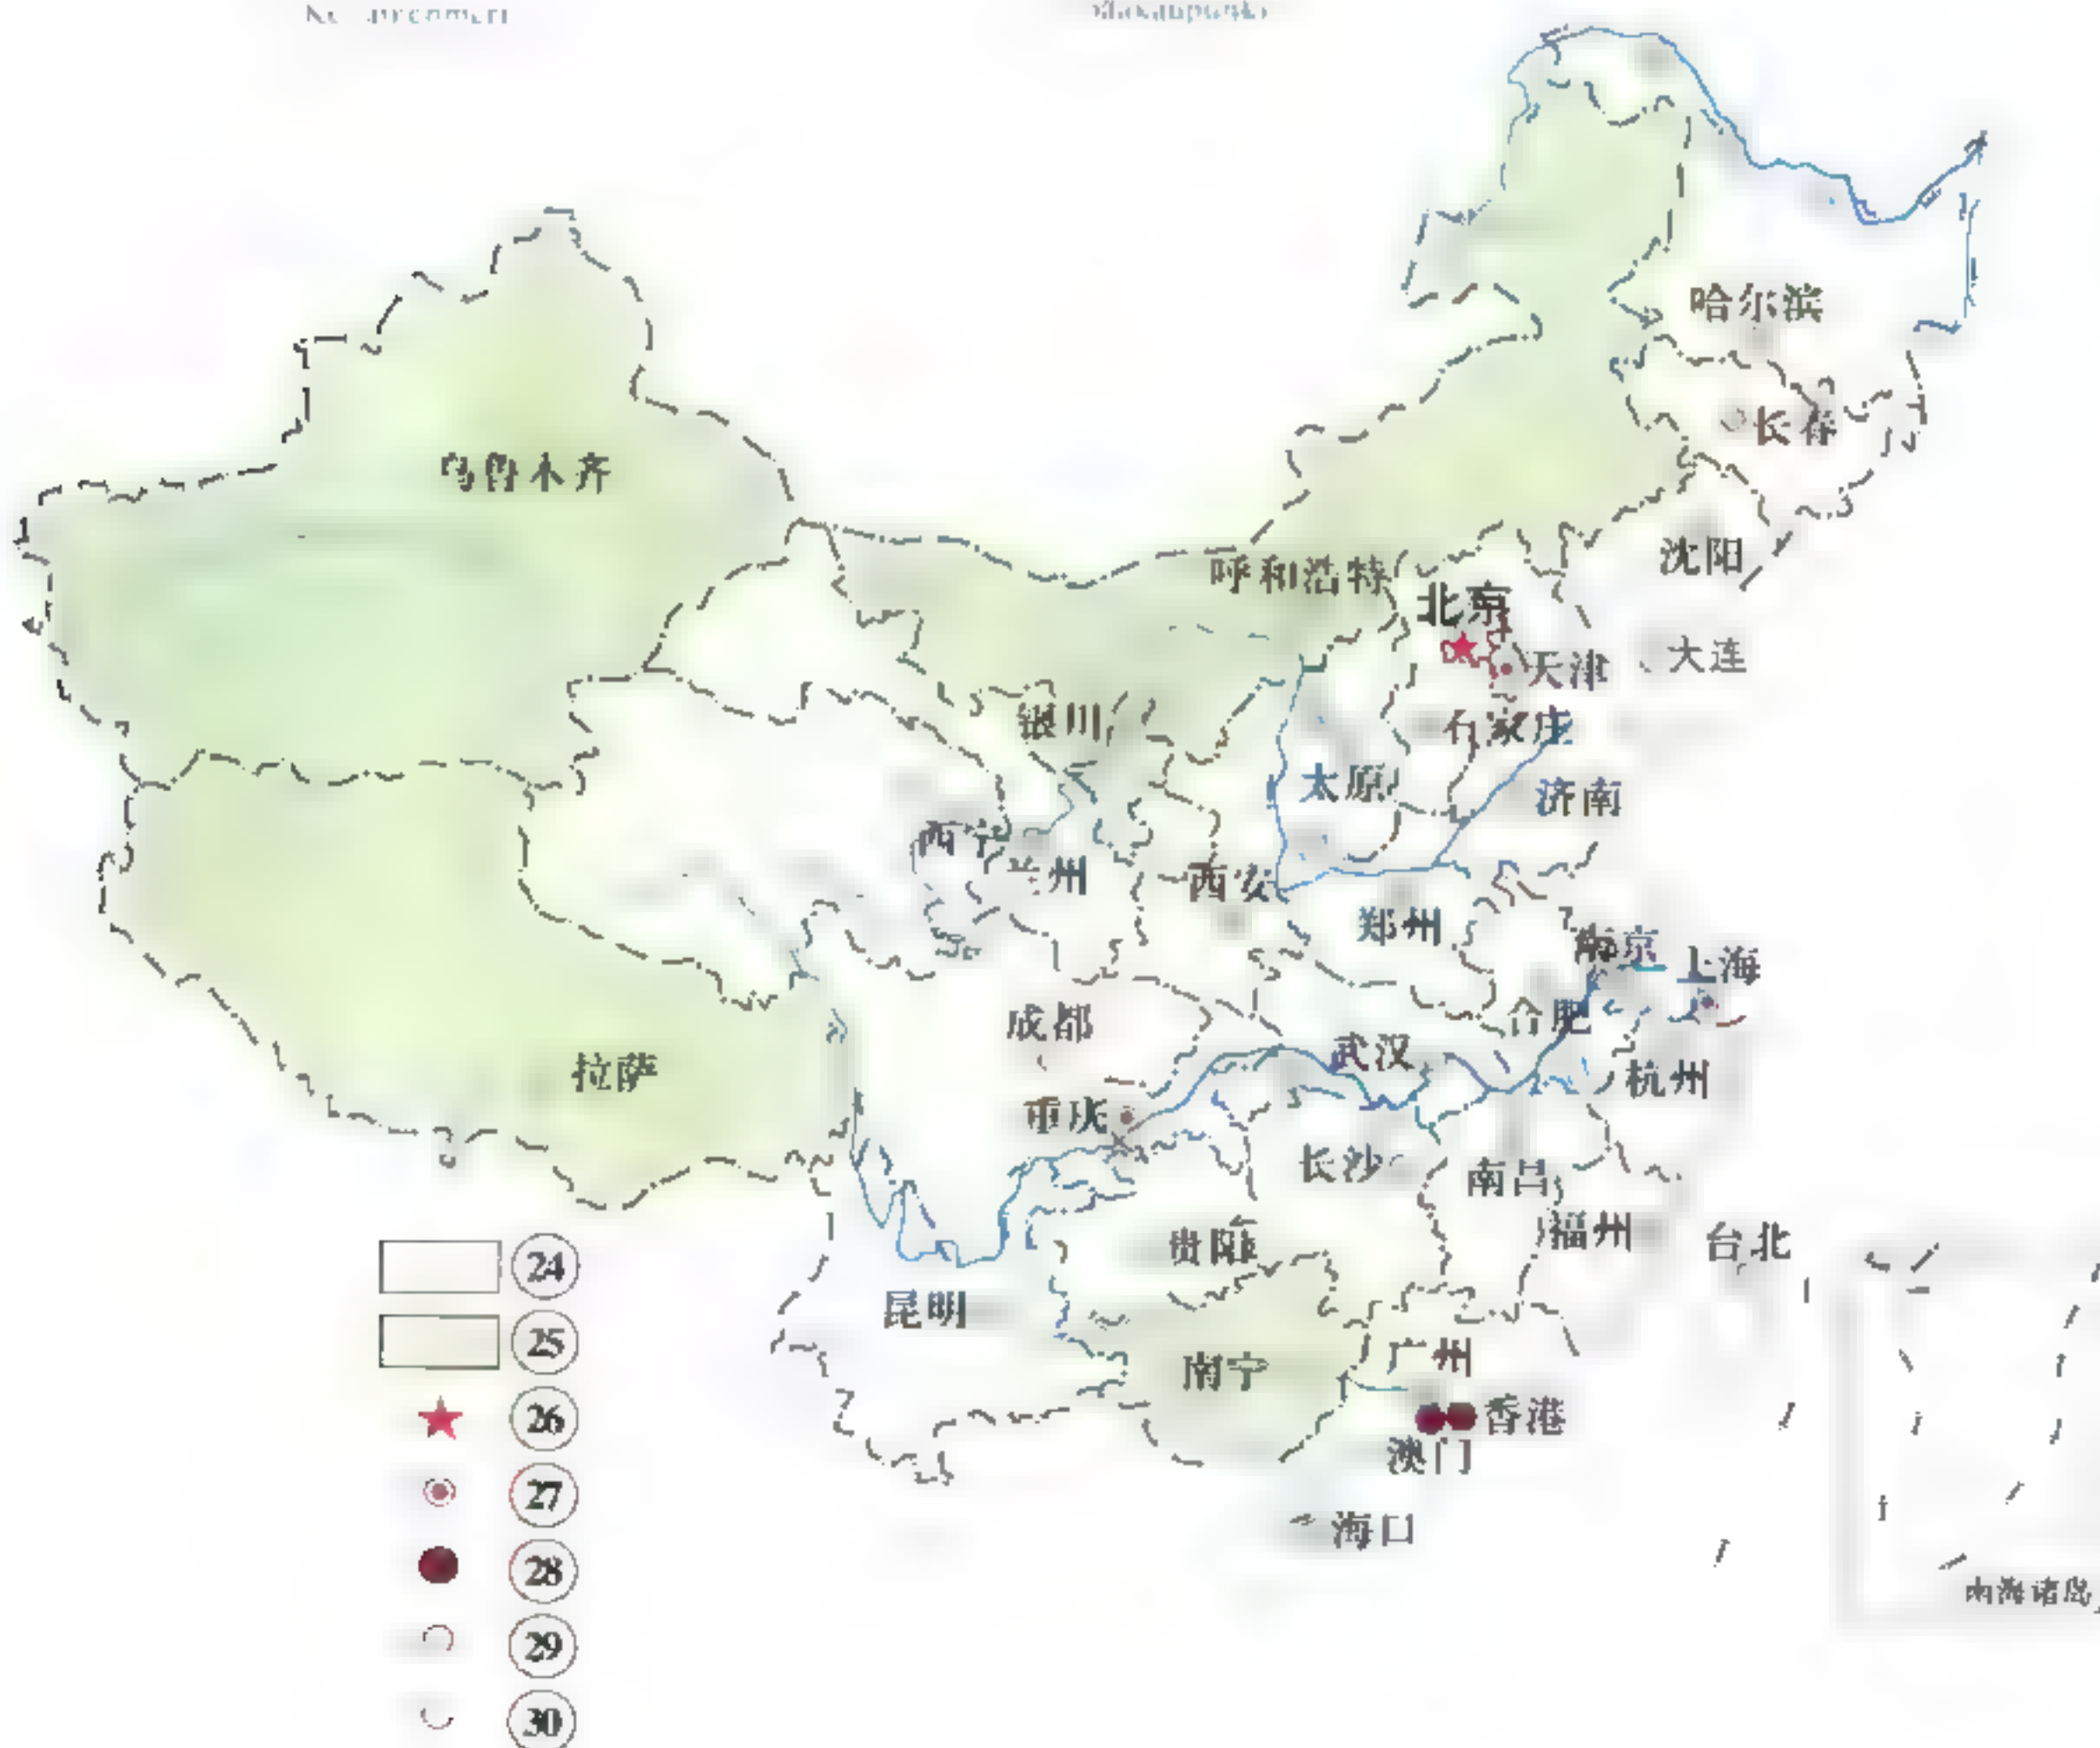 哈尔滨
长春
乌鲁木齐
沈阳
呼和浩特
北京
大连
天津
银川
石家庄
太原
济南
西宁
兰州
西安
郑州
南京
上海
成都
合肥
武汉
拉萨
杭州
重庆
长沙
南昌
福州
贵阳
台北
24
昆明
25
广州
南宁
26
香港
澳门
27
海口
28
南海诸岛
29
30